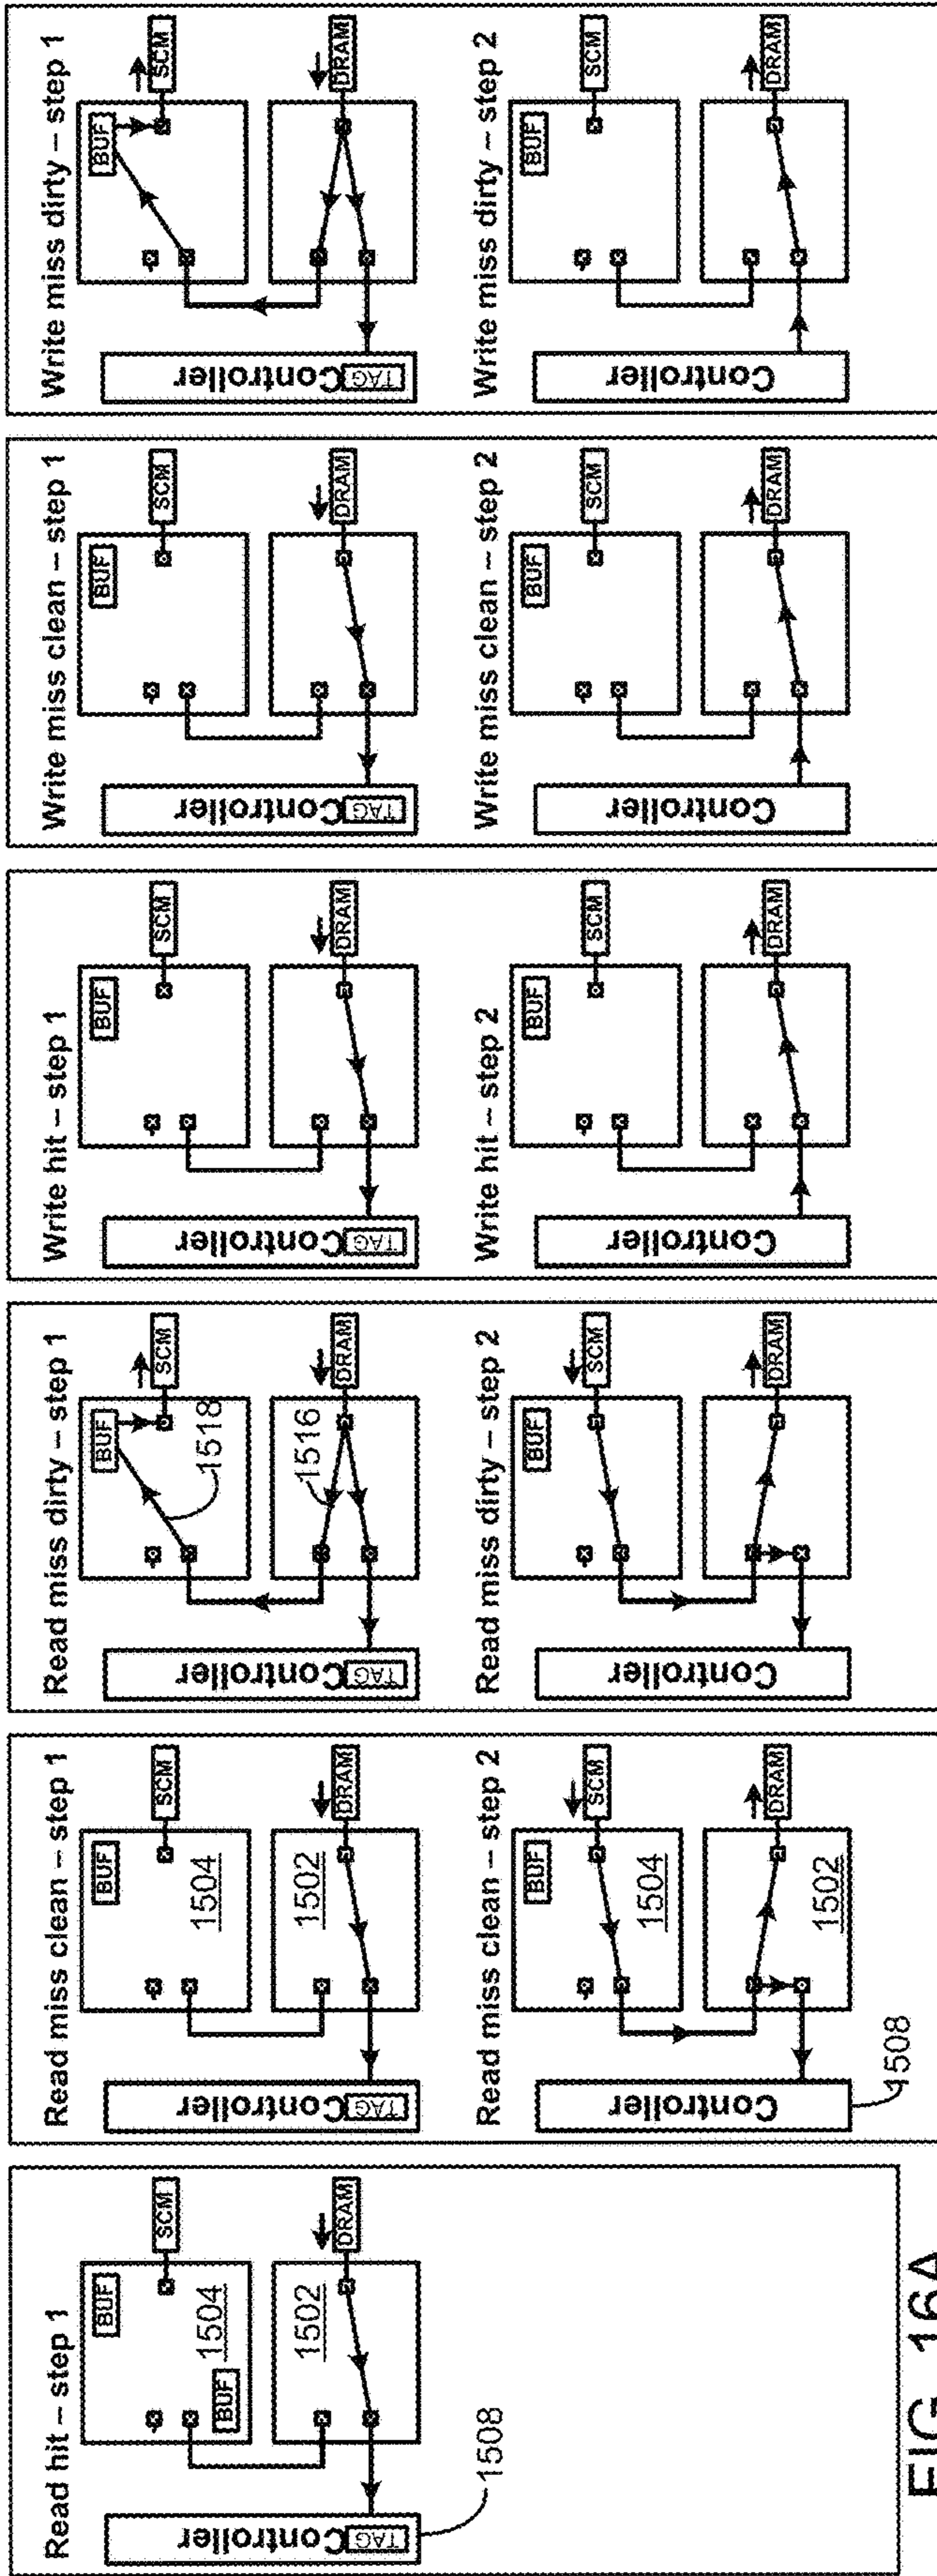 Read hit – step 1
BUF
SCM
1504
BUF
1502
DRAM
Controller
TAG
1508
Read miss clean – step 1
BUF
SCM
1504
1502
DRAM
Controller
TAG
Read miss clean – step 2
BUF
SCM
1504
DRAM
1502
Controller
1508
Read miss dirty – step 1
BUF
SCM
1518
1516
DRAM
Controller
TAG
Read miss dirty – step 2
BUF
SCM
DRAM
Controller
Write hit – step 1
BUF
SCM
DRAM
Controller
TAG
Write hit – step 2
BUF
SCM
DRAM
Controller
Write miss clean – step 1
BUF
SCM
DRAM
Controller
TAG
Write miss clean – step 2
BUF
SCM
DRAM
Controller
Write miss dirty – step 1
BUF
SCM
DRAM
Controller
TAG
Write miss dirty – step 2
BUF
SCM
DRAM
Controller
FIG. 16A